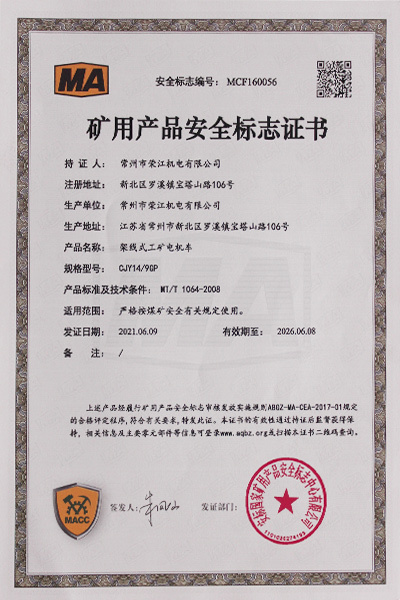 MA
安全标志编号： MCF160056
矿用产品安全标志证书
持 证 人： 常州市荣江机电有限公司
注册地址： 新北区罗溪镇宝塔山路106号
生产单位： 常州市荣江机电有限公司
生产地址： 江苏省常州市新北区罗溪镇宝塔山路106号
产品名称： 架线式工矿电机车
规格型号： CJY14/9GP
产品标准及技术条件： MT/T 1064-2008
适用范围： 严格按煤矿安全有关规定使用。
发证日期： 2021.06.09 有效期至： 2026.06.08
备 注： /
上述产品经履行矿用产品安全标志审核发放实施规则ABGZ-MA-CEA-2017-01规定
的合格评定程序,符合有关要求,特发此证。本证书的有效性通过持证后监督获得保
持。相关信息及主要零元部件等信息可登录www.aqbz.org或扫描本证书二维码查询。
MACC
签发人： 发证部门：
安标国家矿用产品安全标志中心有限公司